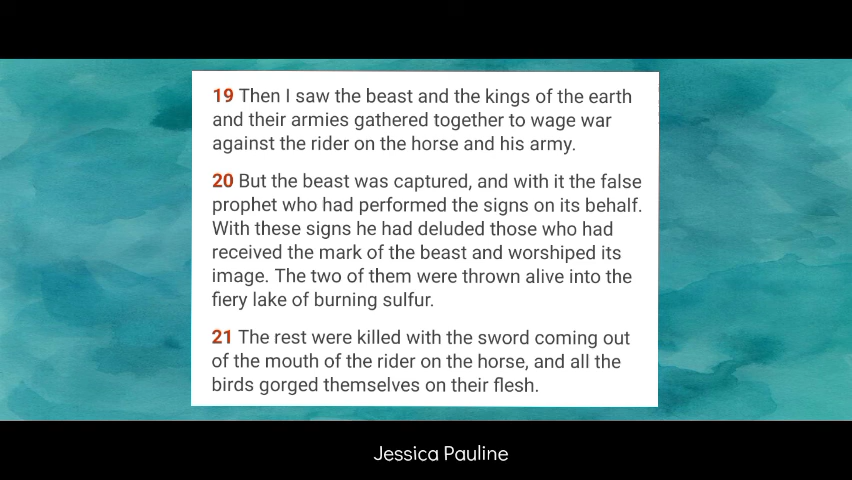 19 Then I saw the beast and the kings of the earth
and their armies gathered together to wage war
against the rider on the horse and his army.
20 But the beast was captured, and with it the false
prophet who had performed the signs on its behalf.
With these signs he had deluded those who had
received the mark of the beast and worshiped its
image. The two of them were thrown alive into the
fiery lake of burning sulfur.
21 The rest were killed with the sword coming out
of the mouth of the rider on the horse, and all the
birds gorged themselves on their flesh.
Jessica Pauline